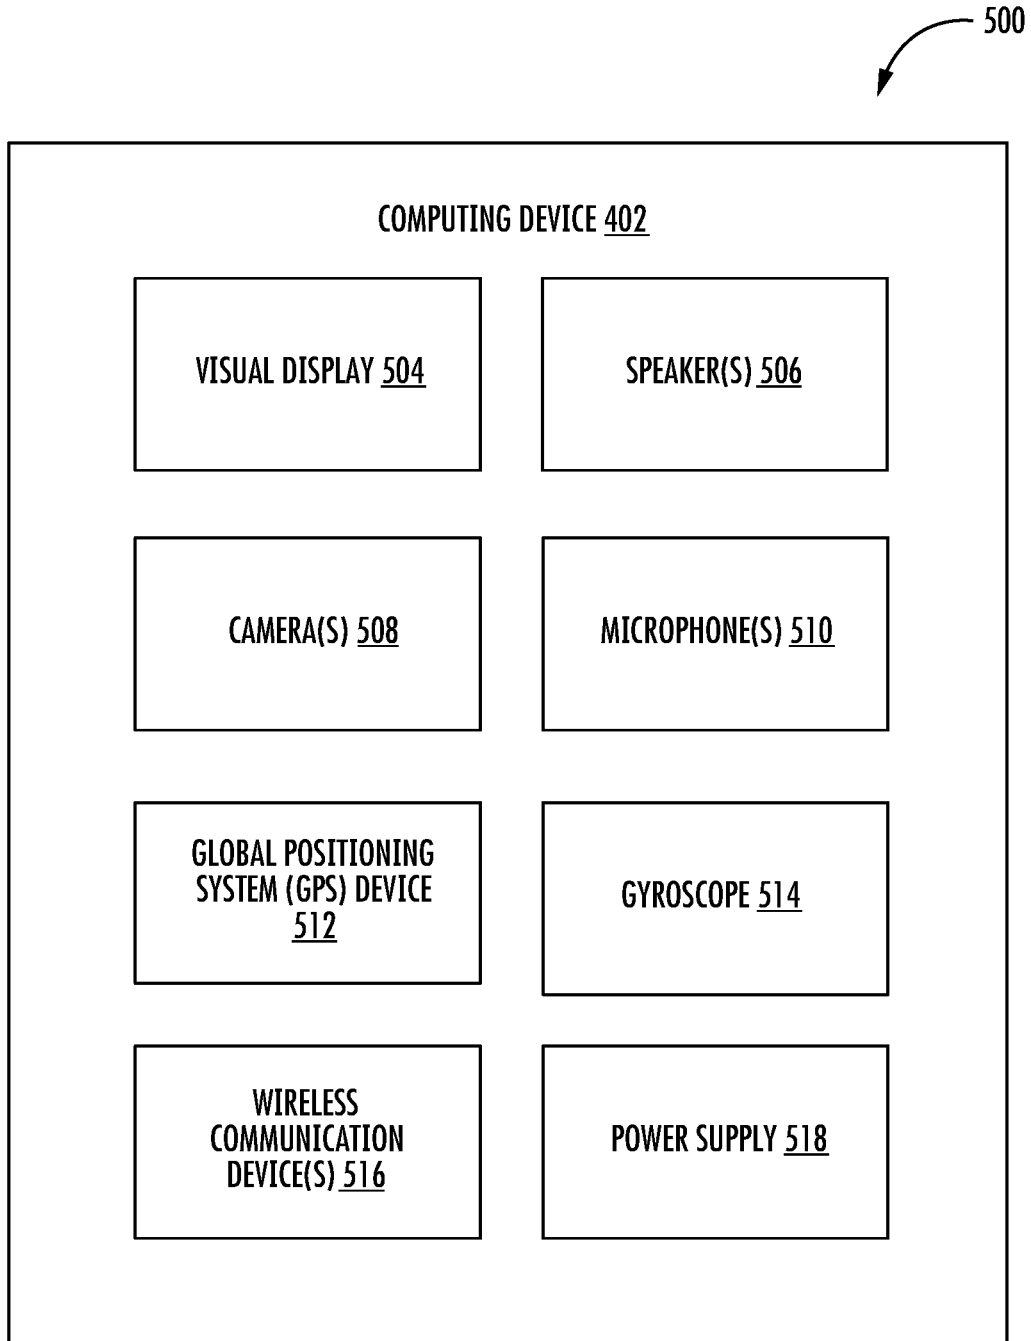 500
COMPUTING DEVICE 402
VISUAL DISPLAY 504
SPEAKER(S) 506
CAMERA(S) 508
MICROPHONE(S) 510
GLOBAL POSITIONING
SYSTEM (GPS) DEVICE
512
GYROSCOPE 514
WIRELESS
COMMUNICATION
DEVICE(S) 516
POWER SUPPLY 518